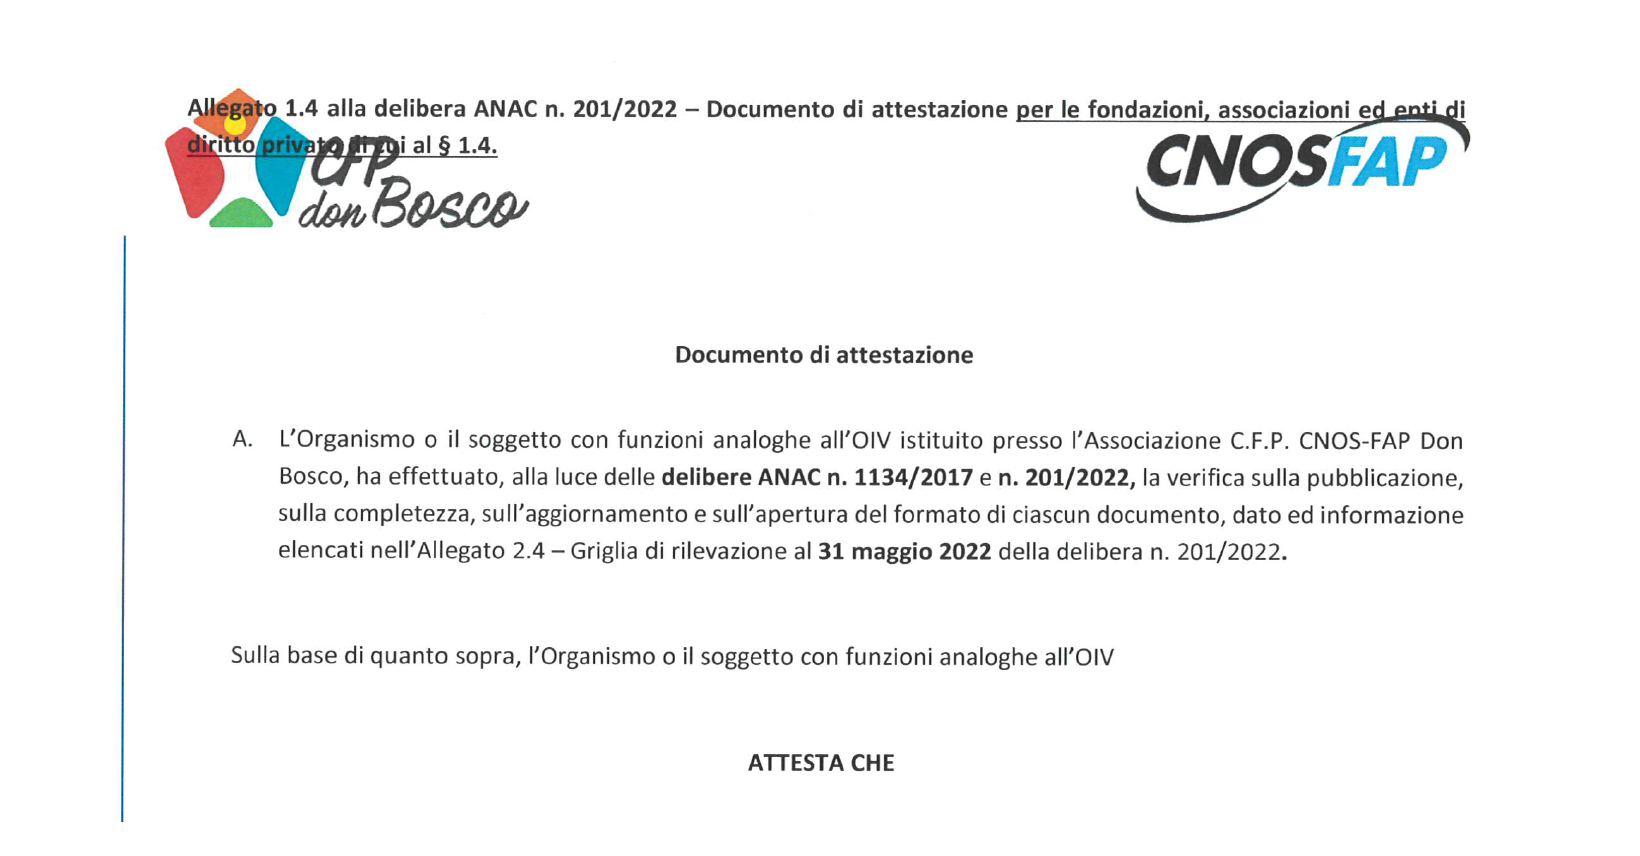 Allegato 1.4 alla delibera ANAC n. 201/2022 – Documento di attestazione per le fondazioni, associazioni ed enti di
diritto privato di cui al § 1.4.
CFP
don Bosco
CNOSFAP
Documento di attestazione
A. L’Organismo o il soggetto con funzioni analoghe all’OIV istituito presso l’Associazione C.F.P. CNOS-FAP Don
Bosco, ha effettuato, alla luce delle delibere ANAC n. 1134/2017 e n. 201/2022, la verifica sulla pubblicazione,
sulla completezza, sull’aggiornamento e sull’apertura del formato di ciascun documento, dato ed informazione
elencati nell’Allegato 2.4 – Griglia di rilevazione al 31 maggio 2022 della delibera n. 201/2022.
Sulla base di quanto sopra, l’Organismo o il soggetto con funzioni analoghe all’OIV
ATTESTA CHE